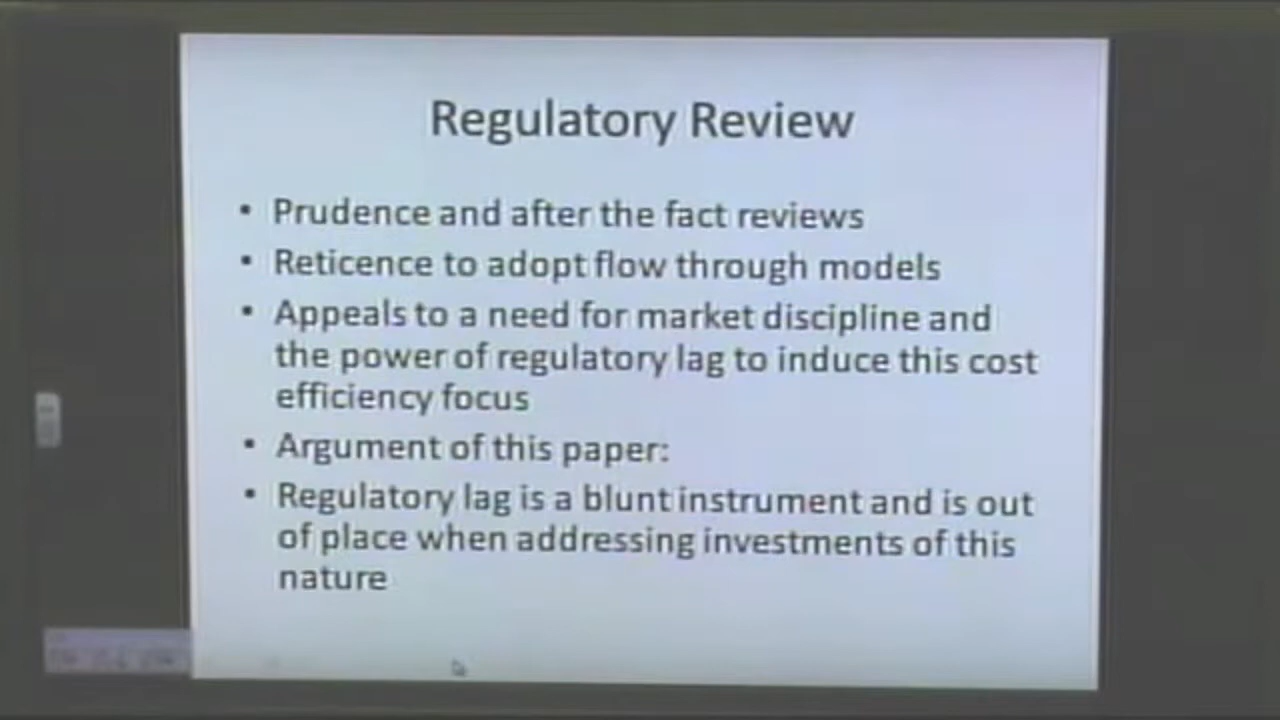 Regulatory Review
• Prudence and after the fact reviews
• Reticence to adopt flow through models
• Appeals to a need for market discipline and
the power of regulatory lag to induce this cost
efficiency focus
• Argument of this paper:
• Regulatory lag is a blunt instrument and is out
of place when addressing investments of this
nature